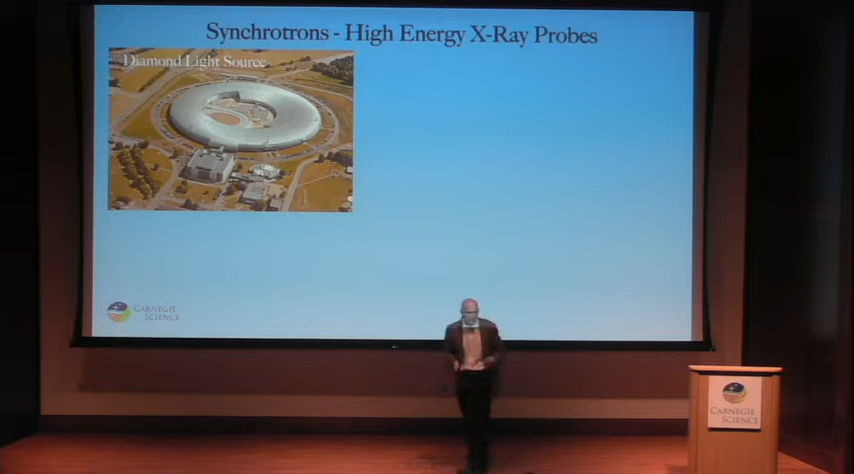 Synchrotrons - High Energy X-Ray Probes
Diamond Light Source
CARNEGIE
SCIENCE
CARNEGIE
SCIENCE